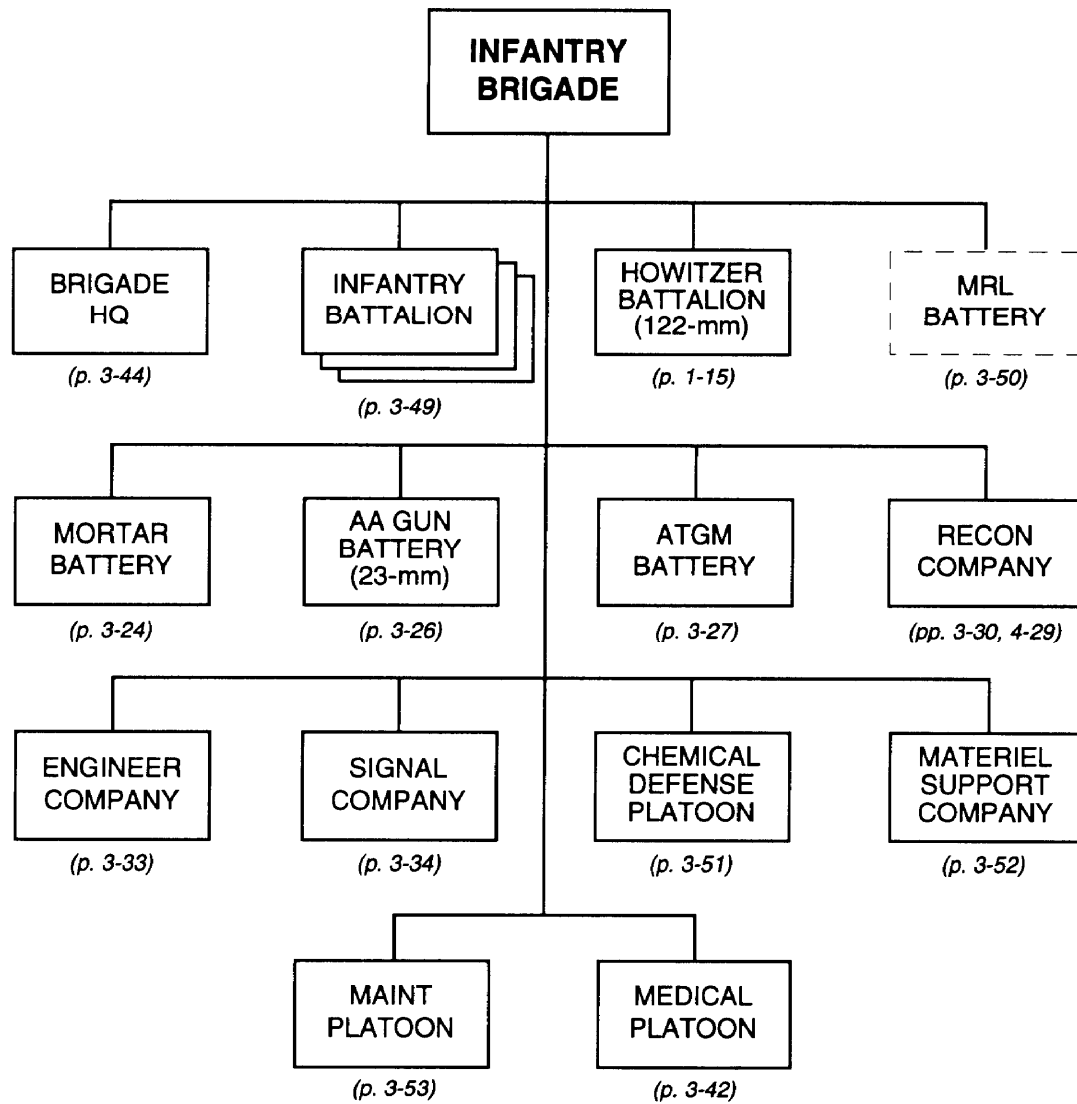 INFANTRY
BRIGADE
BRIGADE
HQ
(p. 3-44)
INFANTRY
BATTALION
(p. 3-49)
HOWITZER
BATTALION
(122-mm)
(p. 1-15)
MRL
BATTERY
(p. 3-50)
MORTAR
BATTERY
(p. 3-24)
AA GUN
BATTERY
(23-mm)
(p. 3-26)
ATGM
BATTERY
(p. 3-27)
RECON
COMPANY
(pp. 3-30, 4-29)
ENGINEER
COMPANY
(p. 3-33)
SIGNAL
COMPANY
(p. 3-34)
CHEMICAL
DEFENSE
PLATOON
(p. 3-51)
MATERIEL
SUPPORT
COMPANY
(p. 3-52)
MAINT
PLATOON
(p. 3-53)
MEDICAL
PLATOON
(p. 3-42)